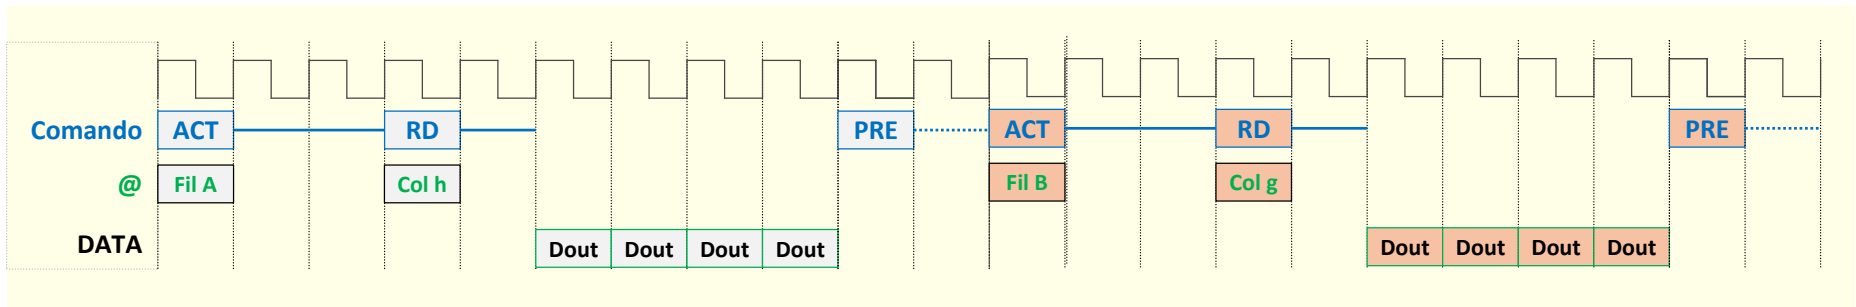 Comando ACT RD PRE ACT RD PRE
@ Fil A Col h Fil B Col g
DATA Dout Dout Dout Dout Dout Dout Dout Dout